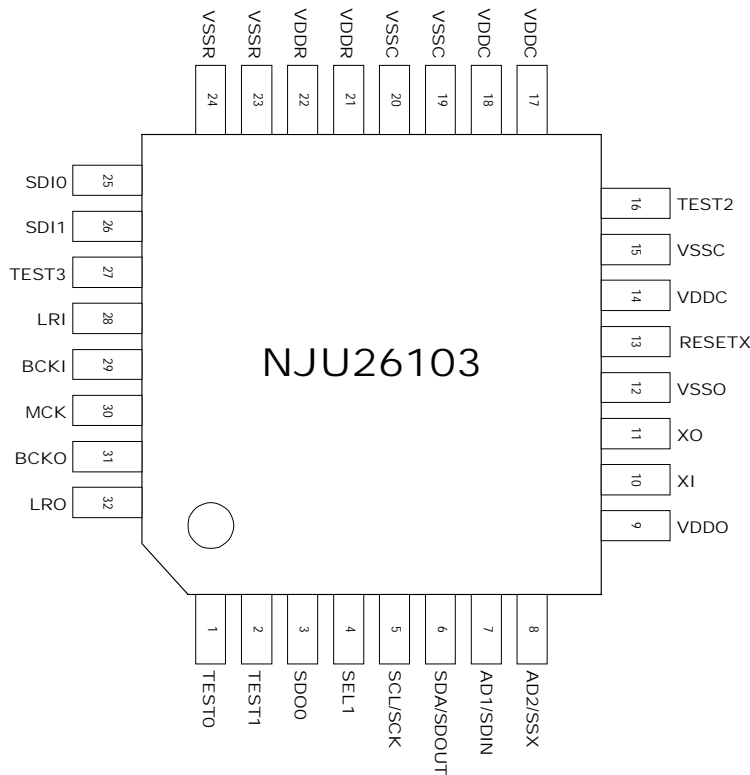 VSSR VSSR VDDR VDDR VSSC VSSC VDDC VDDC
24 23 22 21 20 19 18 17
SDI0 25
SDI1 26
TEST3 27
LRI 28
BCKI 29
MCK 30
BCKO 31
LRO 32
NJU26103
16 TEST2
15 VSSC
14 VDDC
13 RESETX
12 VSSO
11 XO
10 XI
9 VDDO
1 2 3 4 5 6 7 8
TEST0 TEST1 SDO0 SEL1 SCL/SCK SDA/SDOUT AD1/SDIN AD2/SSX